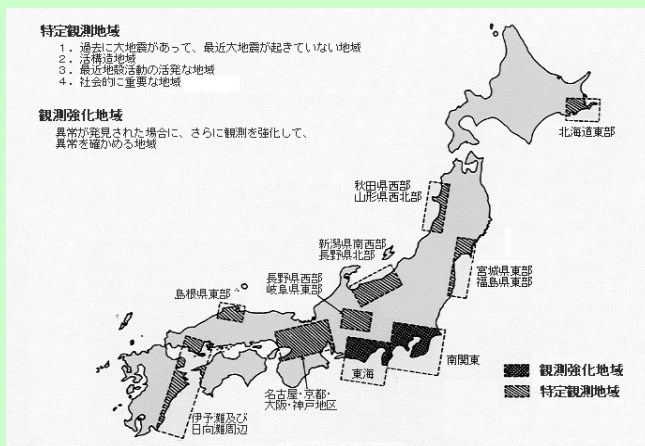 特定観測地域
1. 過去に大地震があって、最近大地震が起きていない地域
2. 活構造地域
3. 最近地殻活動の活発な地域
4. 社会的に重要な地域
観測強化地域
異常が発見された場合に、さらに観測を強化して、
異常を確かめる地域
北海道東部
秋田県西部
山形県西北部
新潟県南西部
長野県北部
宮城県東部
福島県東部
長野県西部
岐阜県東部
島根県東部
南関東
東海
名古屋・京都・
大阪・神戸地区
伊予灘及び
日向灘周辺
観測強化地域
特定観測地域